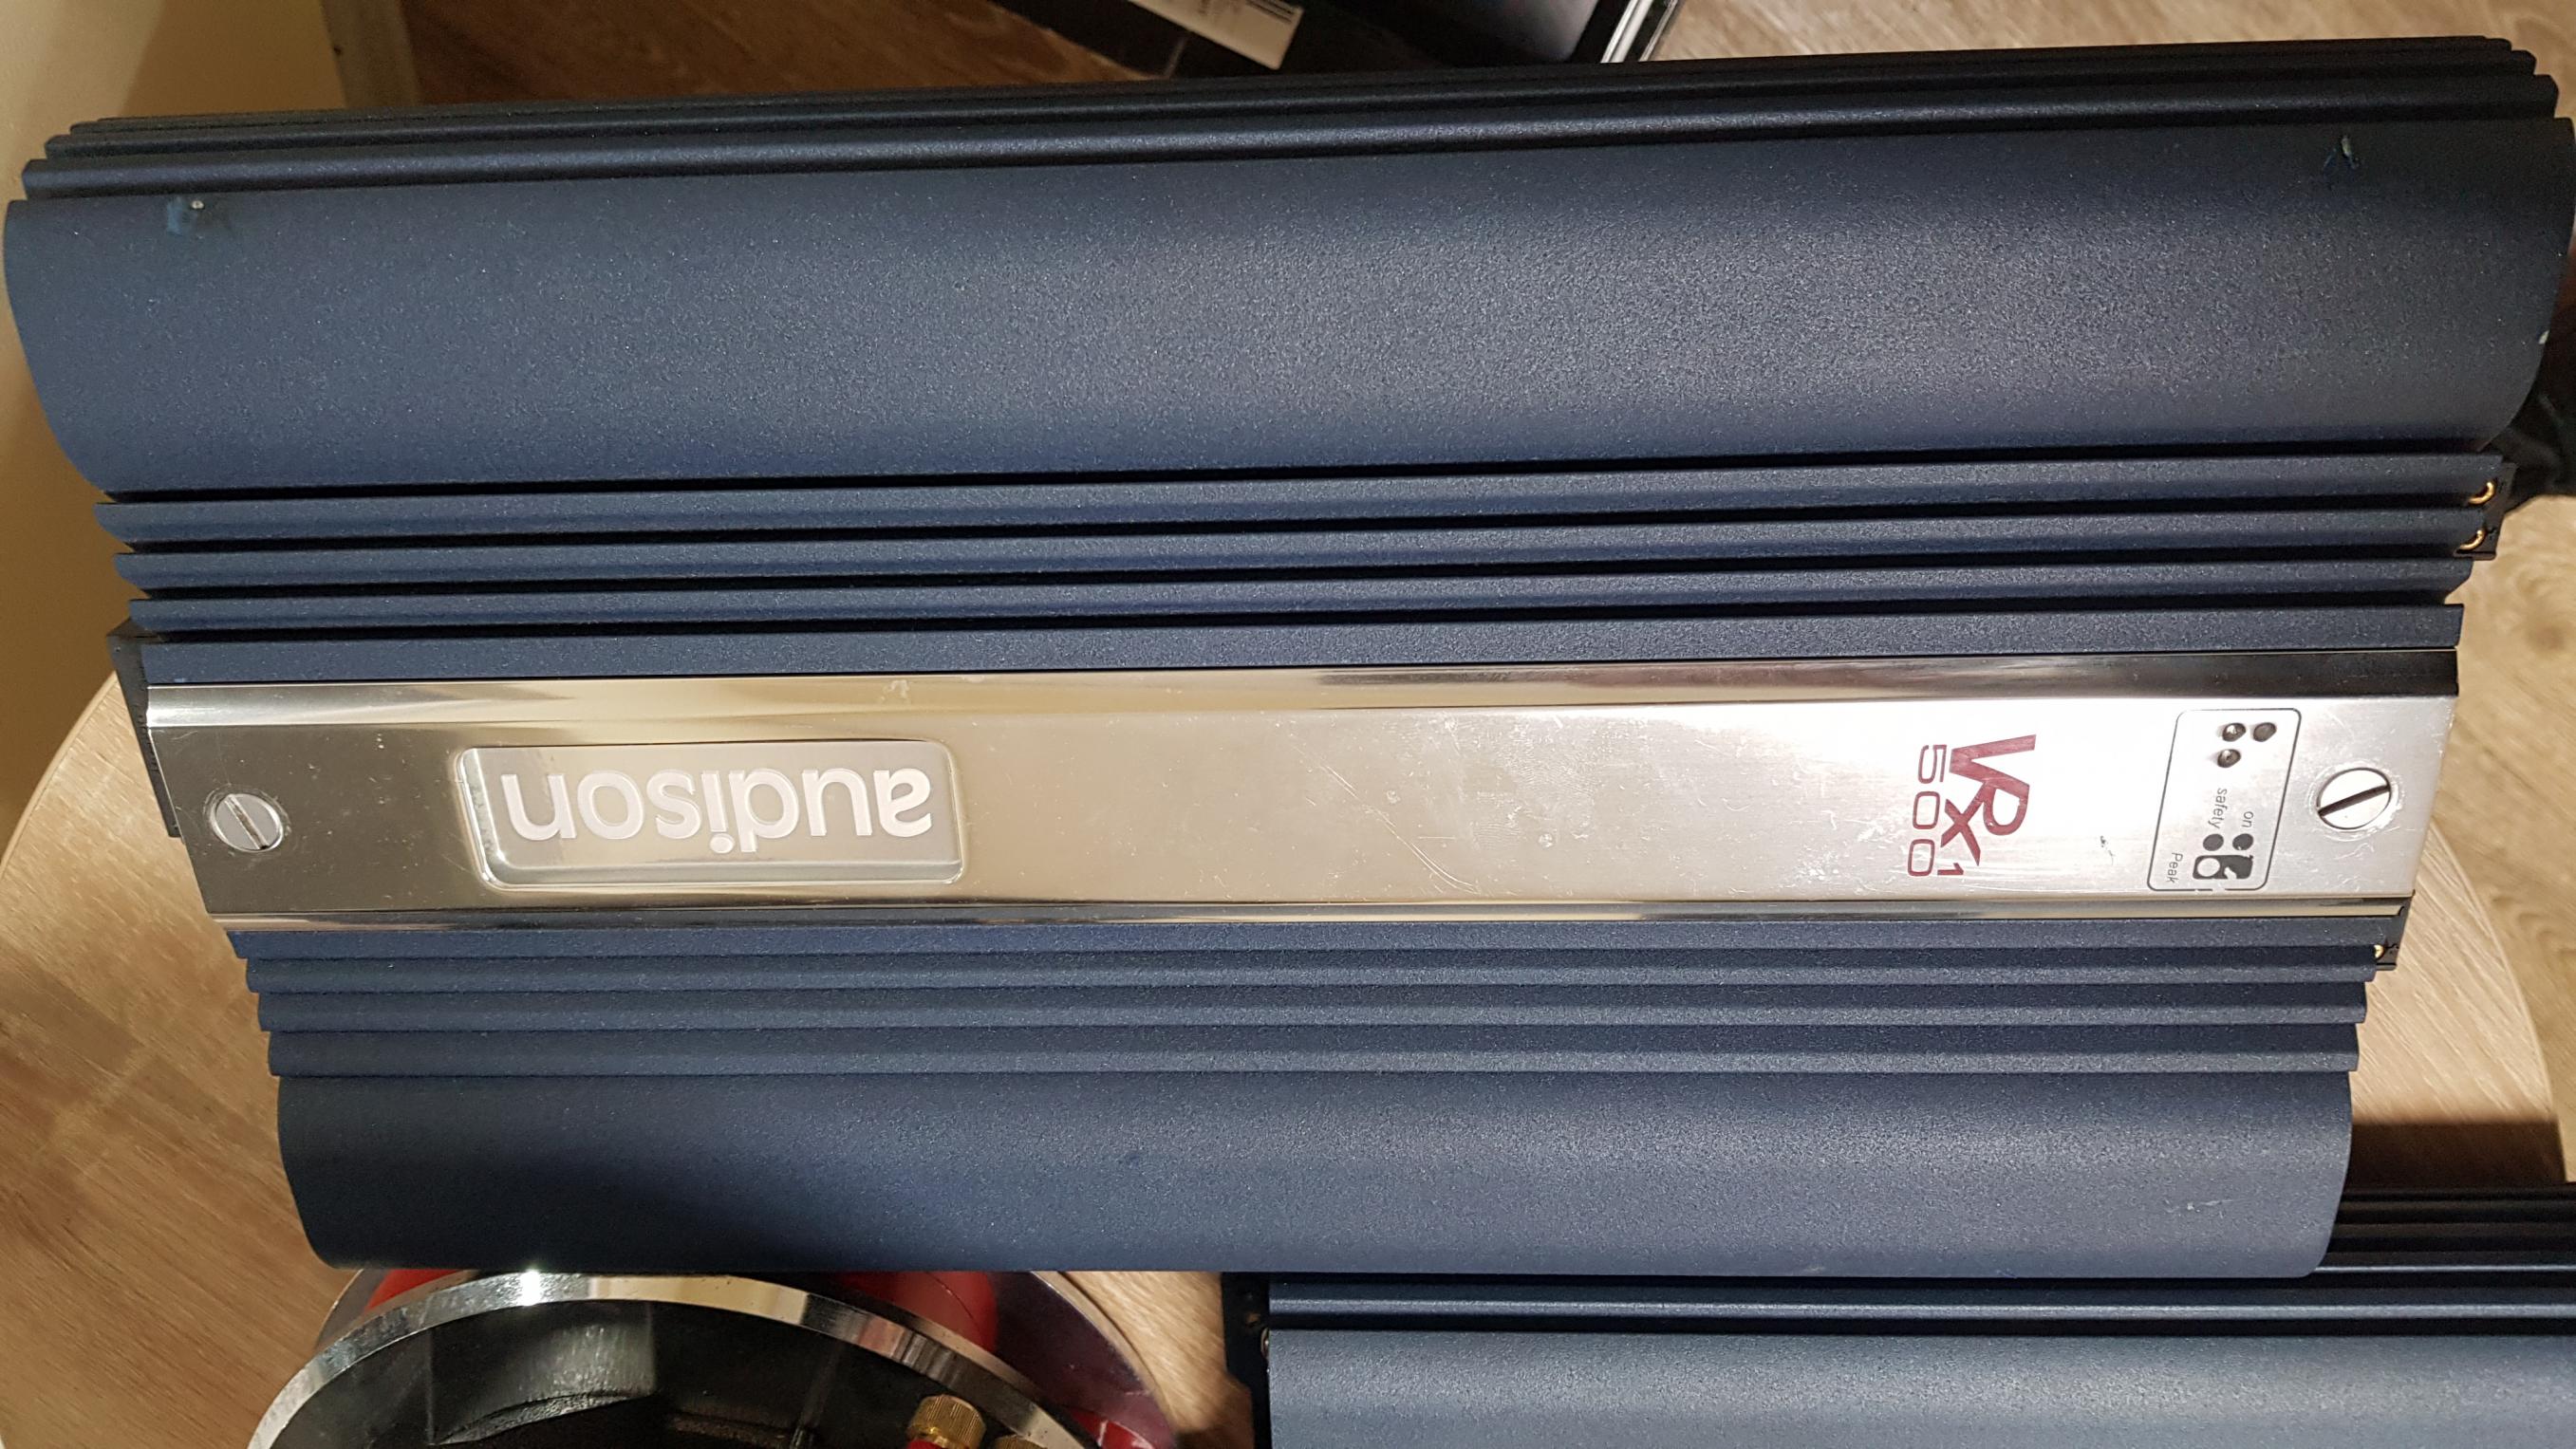 audison
VRx1
500
on
safety
Peak